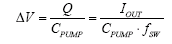 ΔV = Q / C_PUMP = I_OUT / (C_PUMP · f_SW)